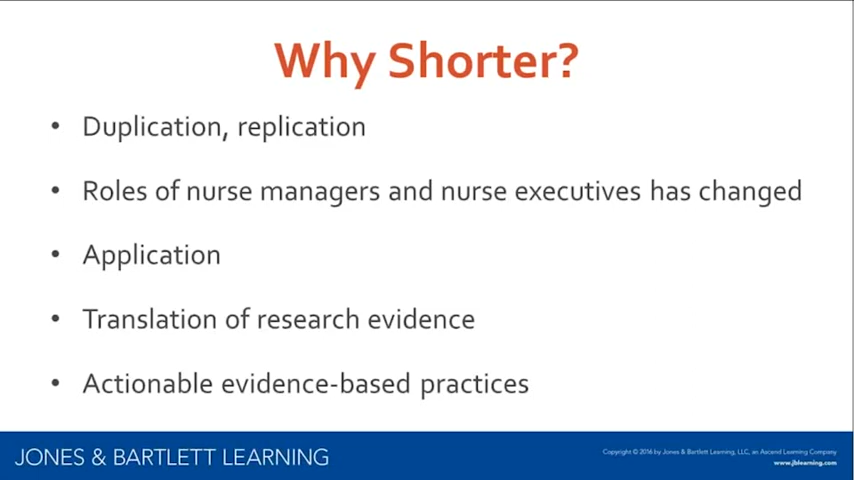 Why Shorter?
• Duplication, replication
• Roles of nurse managers and nurse executives has changed
• Application
• Translation of research evidence
• Actionable evidence-based practices
JONES & BARTLETT LEARNING
Copyright © 2016 by Jones & Bartlett Learning, LLC, an Ascend Learning Company
www.jblearning.com